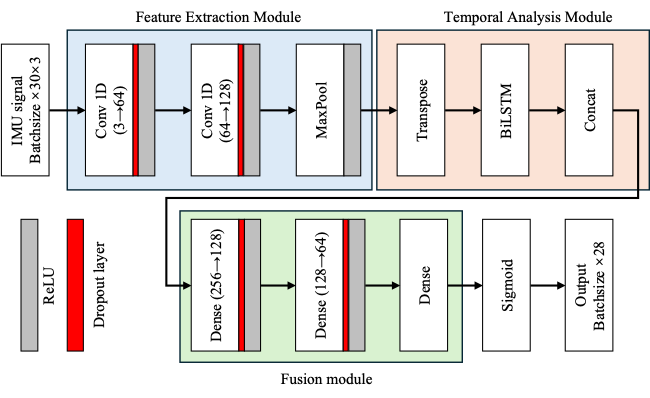 Feature Extraction Module
Temporal Analysis Module
IMU signal
Batchsize ×30×3
Conv 1D
(3→64)
Conv 1D
(64→128)
MaxPool
Transpose
BiLSTM
Concat
ReLU
Dropout layer
Dense (256→128)
Dense (128→64)
Dense
Sigmoid
Output
Batchsize ×28
Fusion module